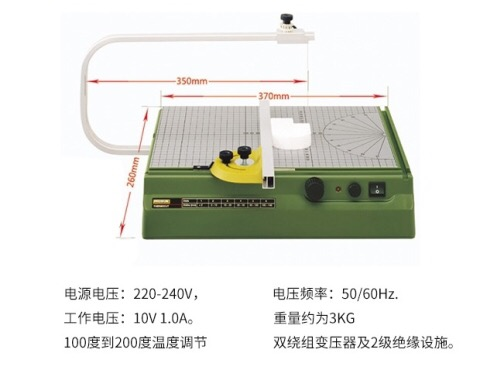 350mm
370mm
260mm
电源电压：220-240V，
电压频率：50/60Hz.
工作电压：10V 1.0A。
重量约为3KG
100度到200度温度调节
双绕组变压器及2级绝缘设施。